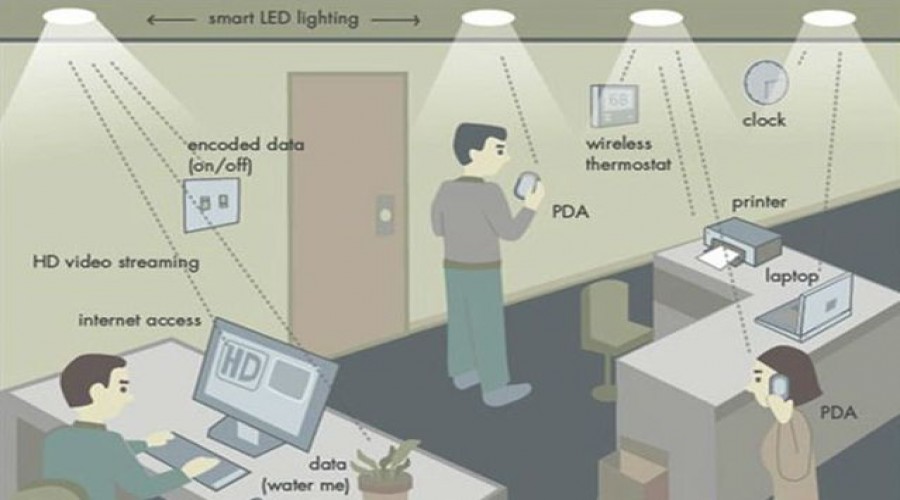 smart LED lighting
encoded data
(on/off)
68
clock
wireless
thermostat
PDA
printer
HD video streaming
laptop
internet access
HD
PDA
data
(water me)